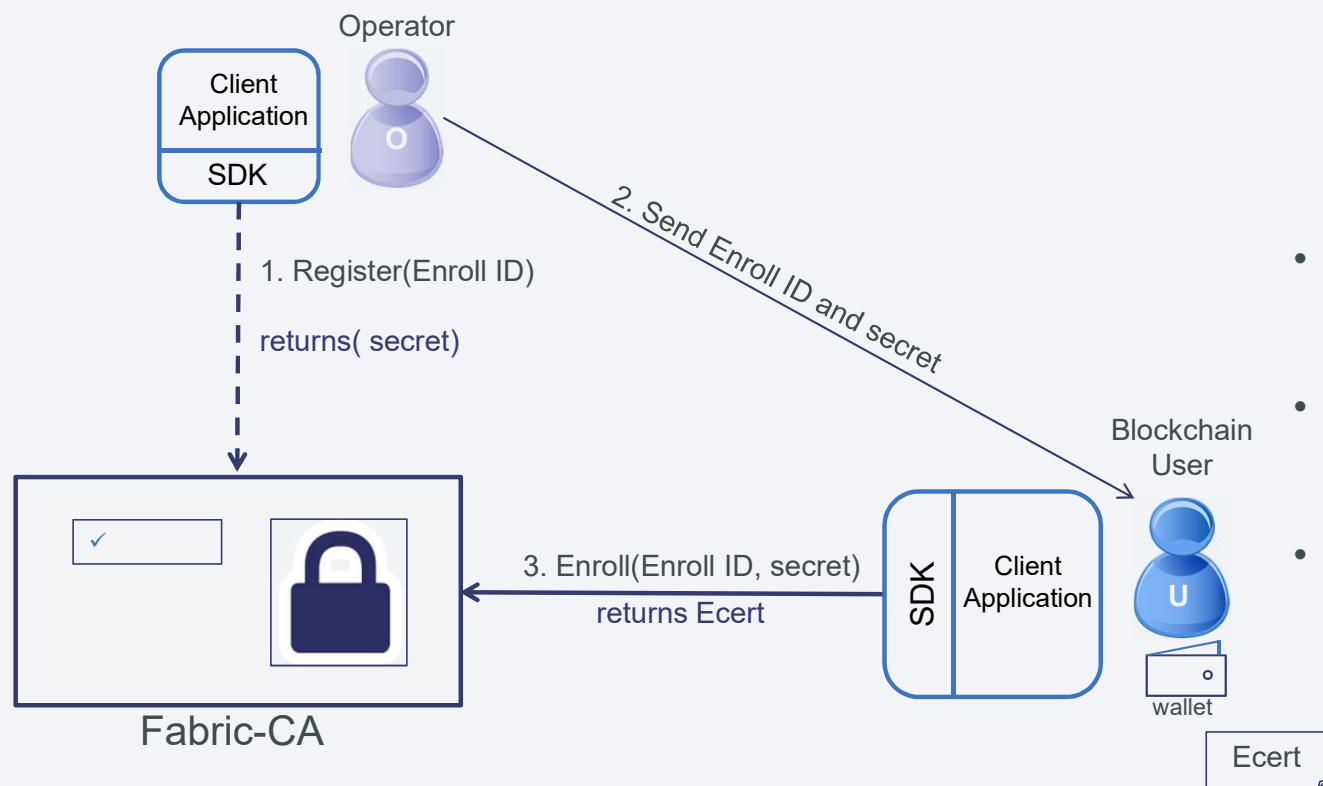 Operator
Client
Application
O
SDK
2. Send Enroll ID and secret
1. Register(Enroll ID)
returns( secret)
Blockchain
User
✓
3. Enroll(Enroll ID, secret)
returns Ecert
SDK
Client
Application
U
wallet
Fabric-CA
Ecert